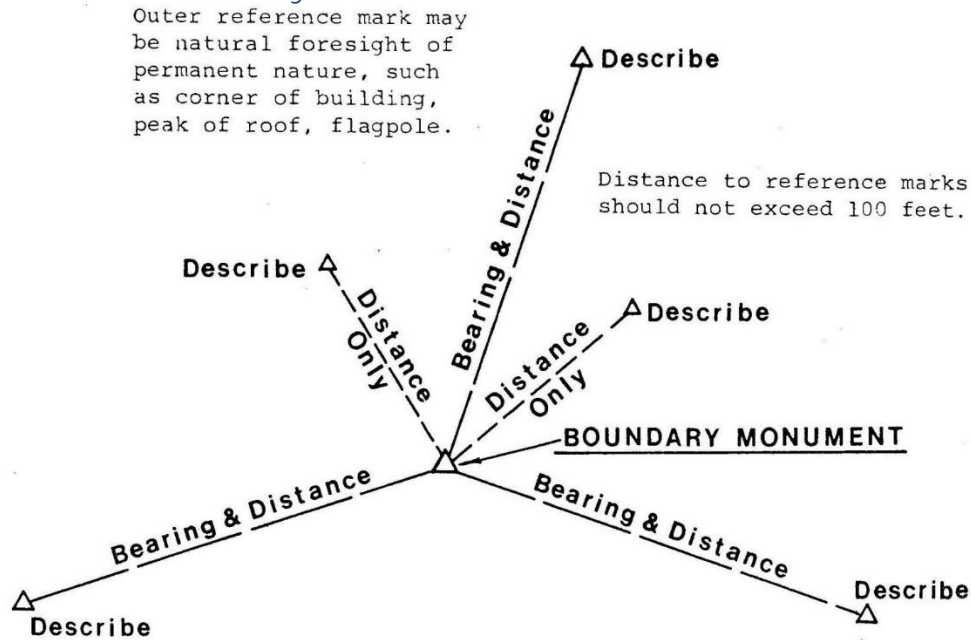 Outer reference mark may
be natural foresight of
permanent nature, such
as corner of building,
peak of roof, flagpole.
Describe
Distance to reference marks
should not exceed 100 feet.
Bearing & Distance
Describe
Distance
Only
Describe
Distance
Only
BOUNDARY MONUMENT
Bearing & Distance
Bearing & Distance
Describe
Describe